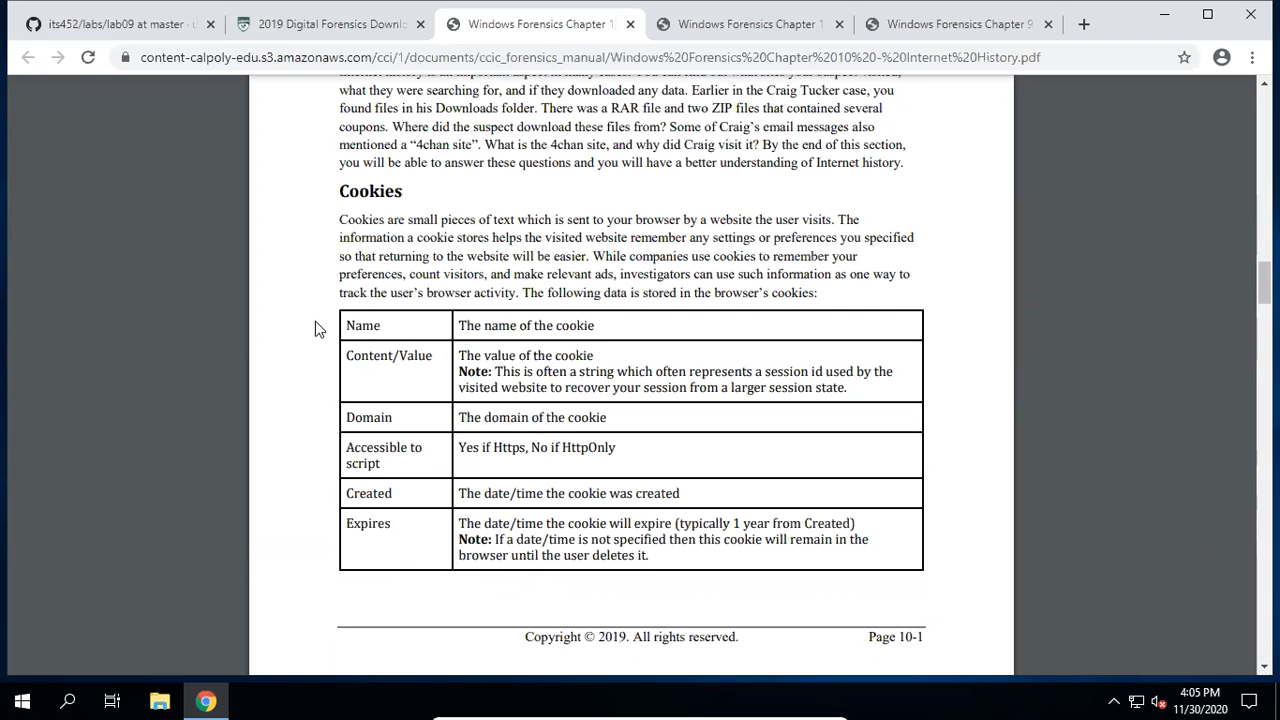 its452/labs/lab09 at master ·
2019 Digital Forensics Downl
Windows Forensics Chapter 1
Windows Forensics Chapter 1
Windows Forensics Chapter 9
content-calpoly-edu.s3.amazonaws.com/cci/1/documents/ccic_forensics_manual/Windows%20Forensics%20Chapter%2010%20-%20Internet%20History.pdf
what they were searching for, and if they downloaded any data. Earlier in the Craig Tucker case, you
found files in his Downloads folder. There was a RAR file and two ZIP files that contained several
coupons. Where did the suspect download these files from? Some of Craig's email messages also
mentioned a “4chan site”. What is the 4chan site, and why did Craig visit it? By the end of this section,
you will be able to answer these questions and you will have a better understanding of Internet history.
Cookies
Cookies are small pieces of text which is sent to your browser by a website the user visits. The
information a cookie stores helps the visited website remember any settings or preferences you specified
so that returning to the website will be easier. While companies use cookies to remember your
preferences, count visitors, and make relevant ads, investigators can use such information as one way to
track the user's browser activity. The following data is stored in the browser's cookies:
Name The name of the cookie
Content/Value The value of the cookie
Note: This is often a string which often represents a session id used by the
visited website to recover your session from a larger session state.
Domain The domain of the cookie
Accessible to Yes if Https, No if HttpOnly
script
Created The date/time the cookie was created
Expires The date/time the cookie will expire (typically 1 year from Created)
Note: If a date/time is not specified then this cookie will remain in the
browser until the user deletes it.
Copyright © 2019. All rights reserved. Page 10-1
4:05 PM
11/30/2020